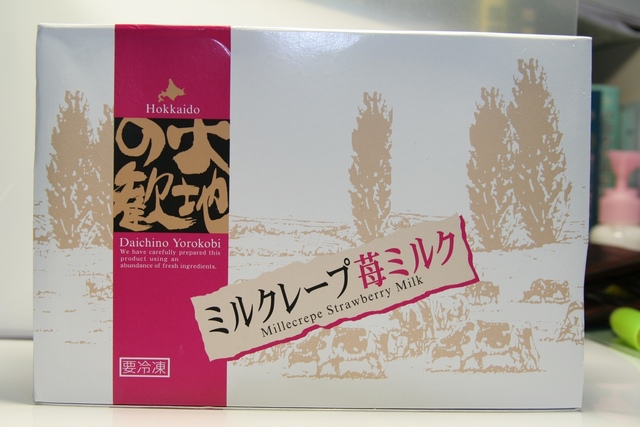 Hokkaido
大地
の歓
Daichino Yorokobi
We have carefully prepared this
product using an
abundance of fresh ingredients.
ミルクレープ 苺ミルク
Millecrepe Strawberry Milk
要冷凍